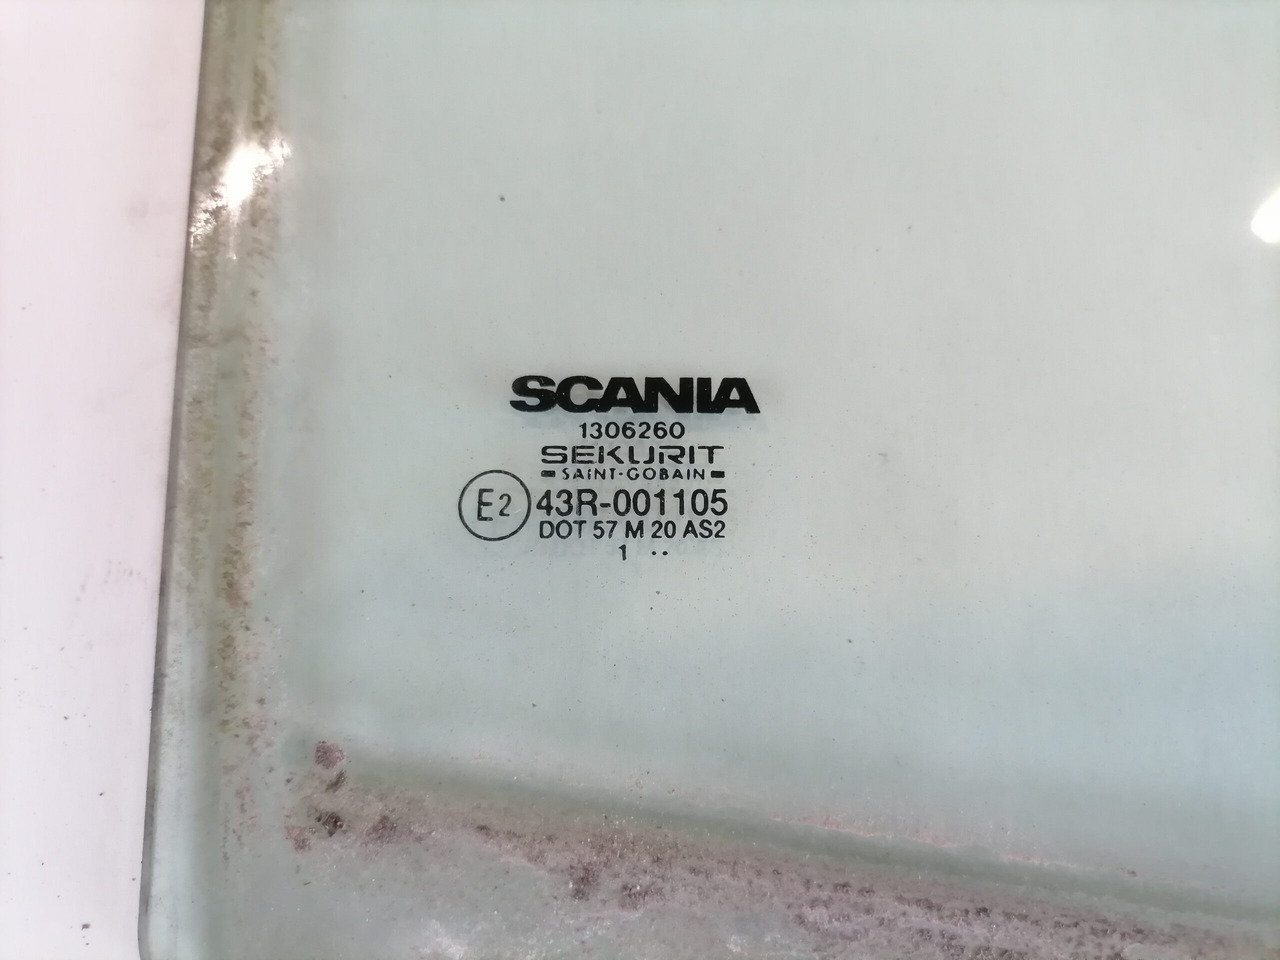 SCANIA
1306260
SEKURIT
SAINT-GOBAIN
E2 43R-001105
DOT 57 M 20 AS2
1 ··